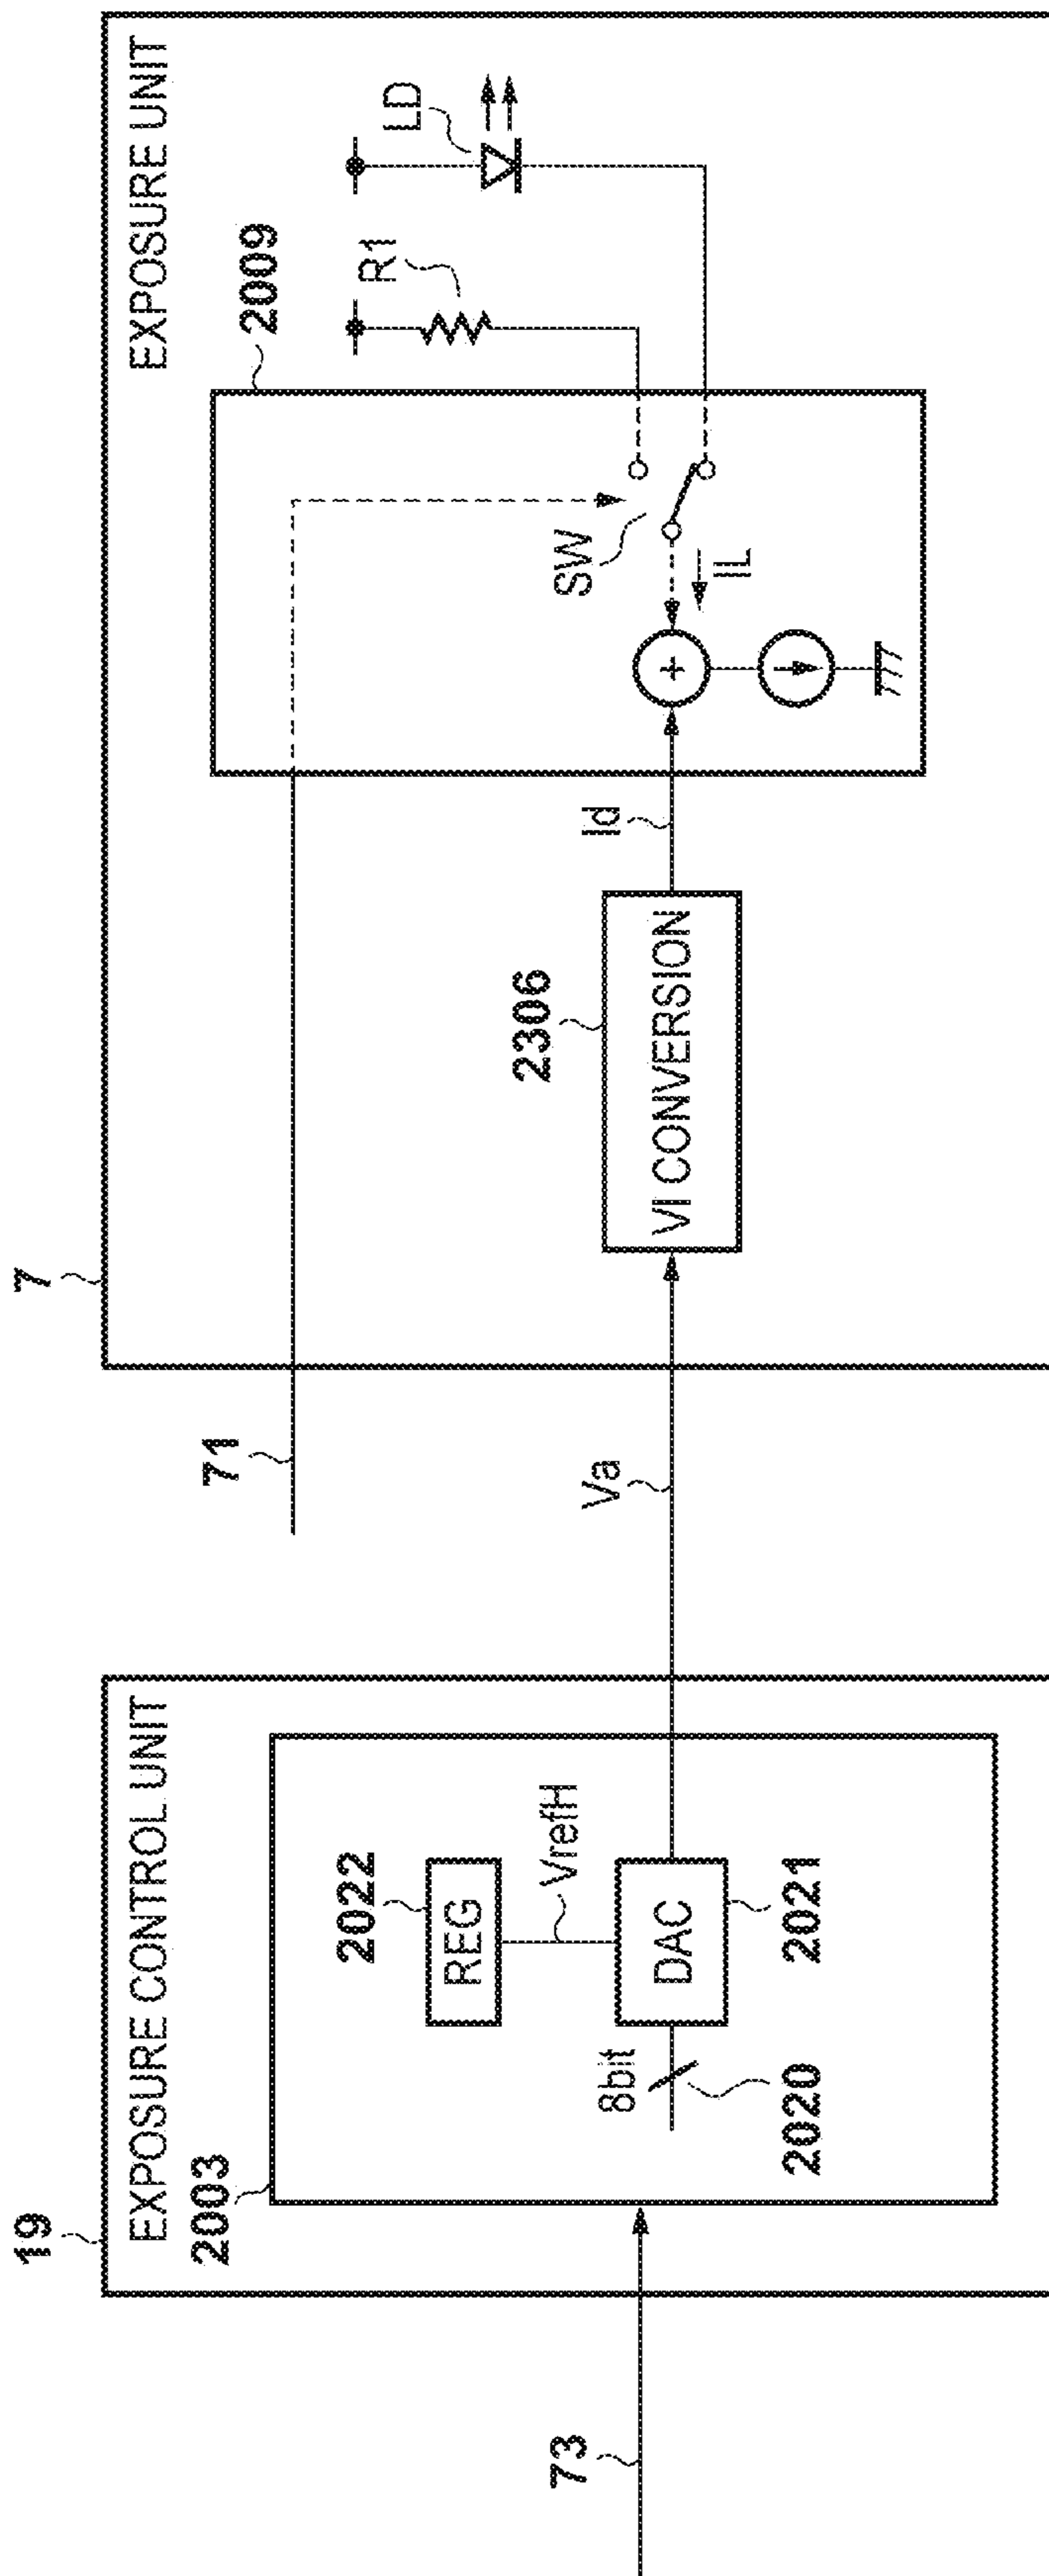 19
EXPOSURE CONTROL UNIT
2003
2022
REG
VrefH
8bit
DAC
2020
2021
73
71
Va
7
EXPOSURE UNIT
2306
VI CONVERSION
Id
2009
SW
IL
R1
LD